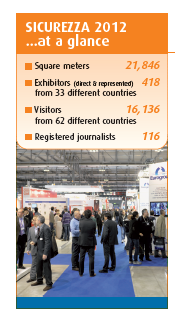 SICUREZZA 2012
...at a glance
Square meters 21,846
Exhibitors (direct & represented) 418
from 33 different countries
Visitors 16,136
from 62 different countries
Registered journalists 116